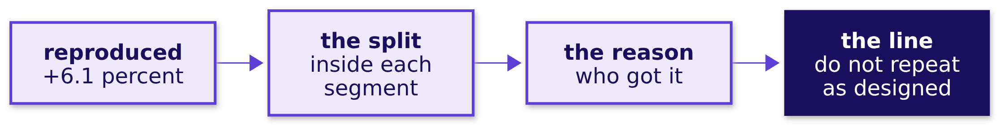 reproduced
+6.1 percent
the split
inside each
segment
the reason
who got it
the line
do not repeat
as designed